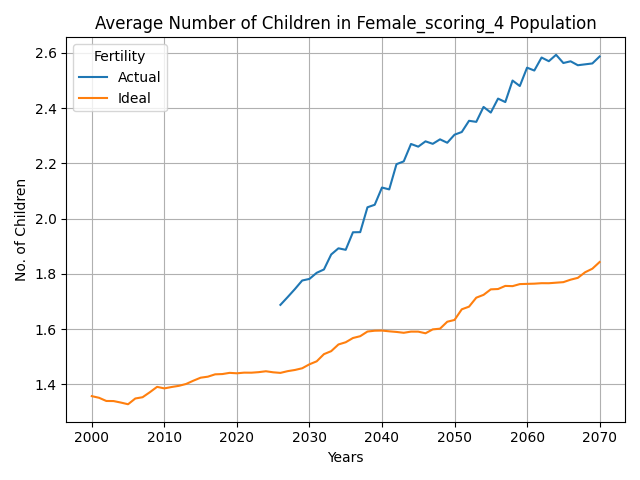 Average Number of Children in Female_scoring_4 Population
Fertility
Actual
Ideal
No. of Children
2.6
2.4
2.2
2.0
1.8
1.6
1.4
2000 2010 2020 2030 2040 2050 2060 2070
Years